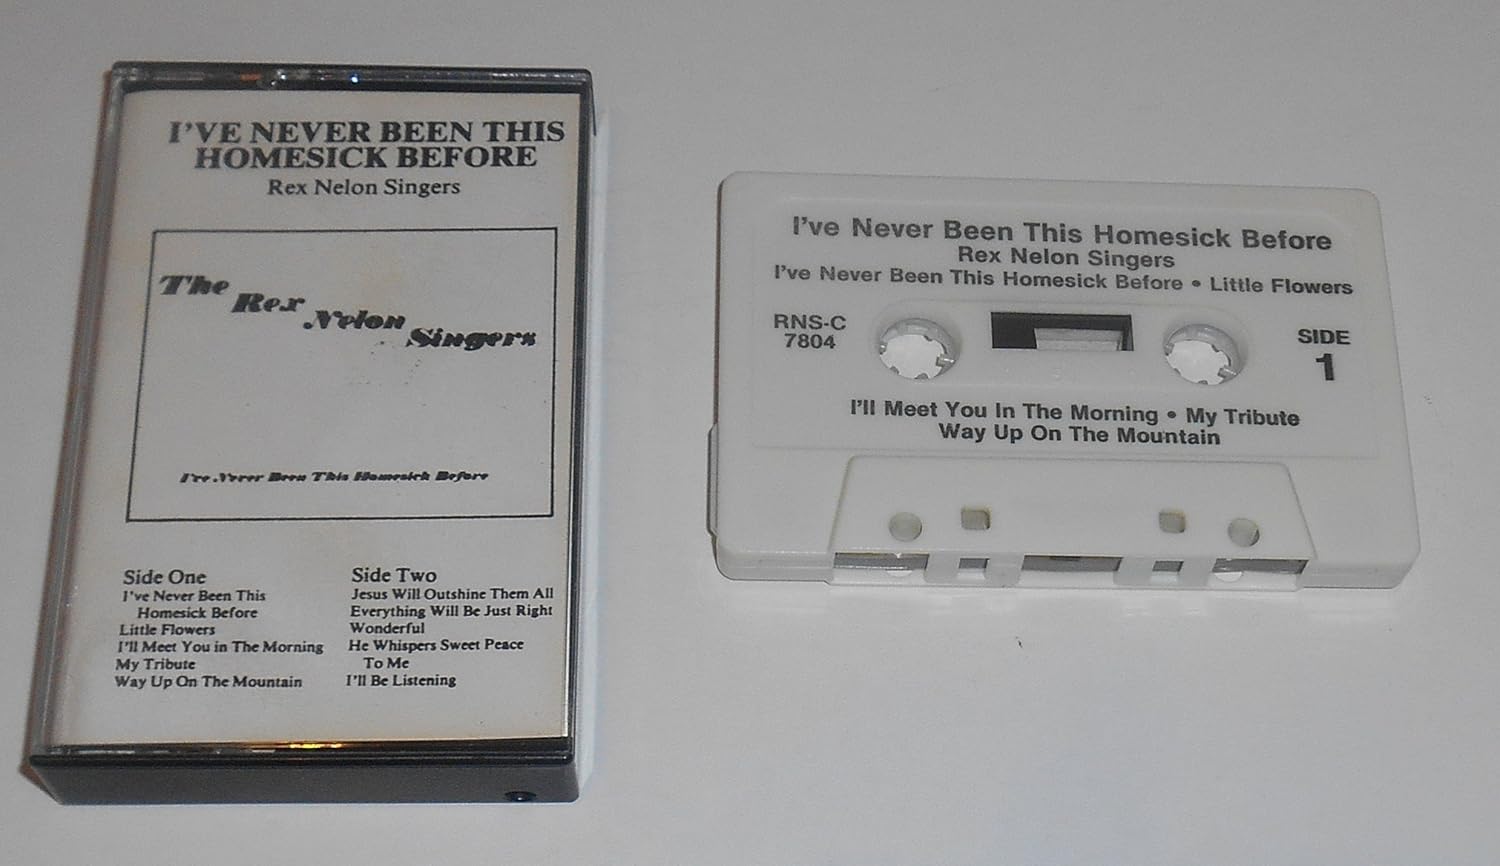 I'VE NEVER BEEN THIS
HOMESICK BEFORE
Rex Nelon Singers
The
Rex
Nelon
Singers
I've Never Been This Homesick Before
Side One
I've Never Been This
Homesick Before
Little Flowers
I'll Meet You in The Morning
My Tribute
Way Up On The Mountain
Side Two
Jesus Will Outshine Them All
Everything Will Be Just Right
Wonderful
He Whispers Sweet Peace
To Me
I'll Be Listening
I've Never Been This Homesick Before
Rex Nelon Singers
I've Never Been This Homesick Before • Little Flowers
RNS-C
7804
SIDE
1
I'll Meet You In The Morning • My Tribute
Way Up On The Mountain